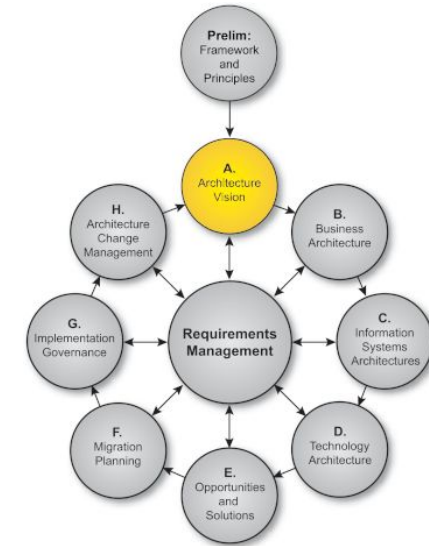 Prelim:
Framework
and
Principles
A.
Architecture
Vision
H.
Architecture
Change
Management
B.
Business
Architecture
G.
Implementation
Governance
Requirements
Management
C.
Information
Systems
Architectures
F.
Migration
Planning
D.
Technology
Architecture
E.
Opportunities
and
Solutions